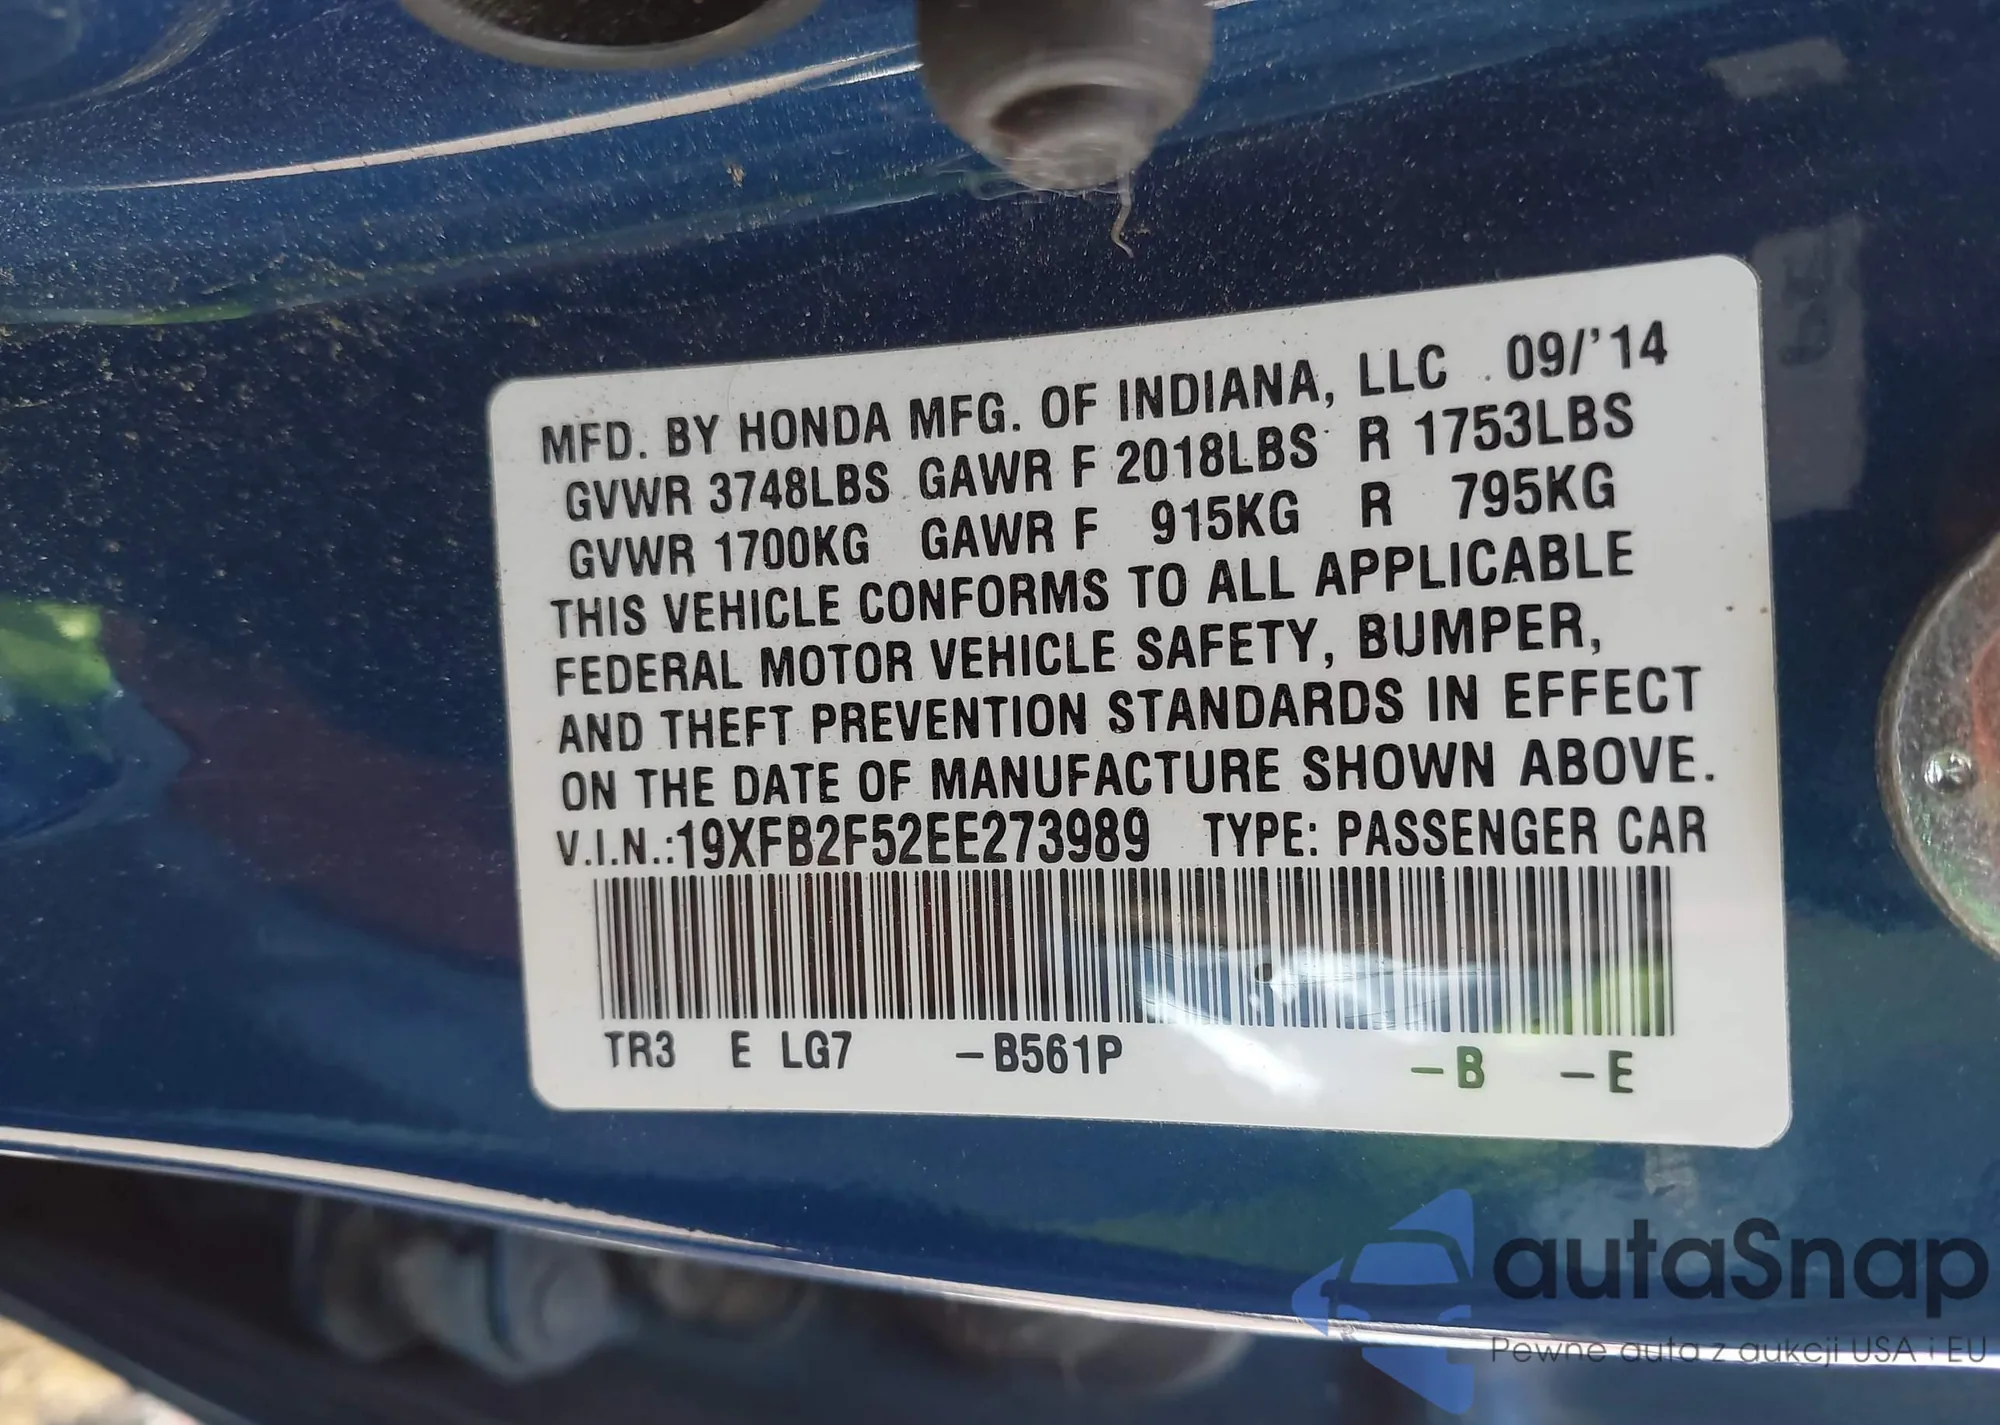 MFD. BY HONDA MFG. OF INDIANA, LLC 09/'14
GVWR 3748LBS GAWR F 2018LBS R 1753LBS
GVWR 1700KG GAWR F 915KG R 795KG
THIS VEHICLE CONFORMS TO ALL APPLICABLE
FEDERAL MOTOR VEHICLE SAFETY, BUMPER,
AND THEFT PREVENTION STANDARDS IN EFFECT
ON THE DATE OF MANUFACTURE SHOWN ABOVE.
V.I.N.:19XFB2F52EE273989 TYPE: PASSENGER CAR
TR3 E LG7 –B561P –B –E
autaSnap
Pewne auta z aukcji USA i EU